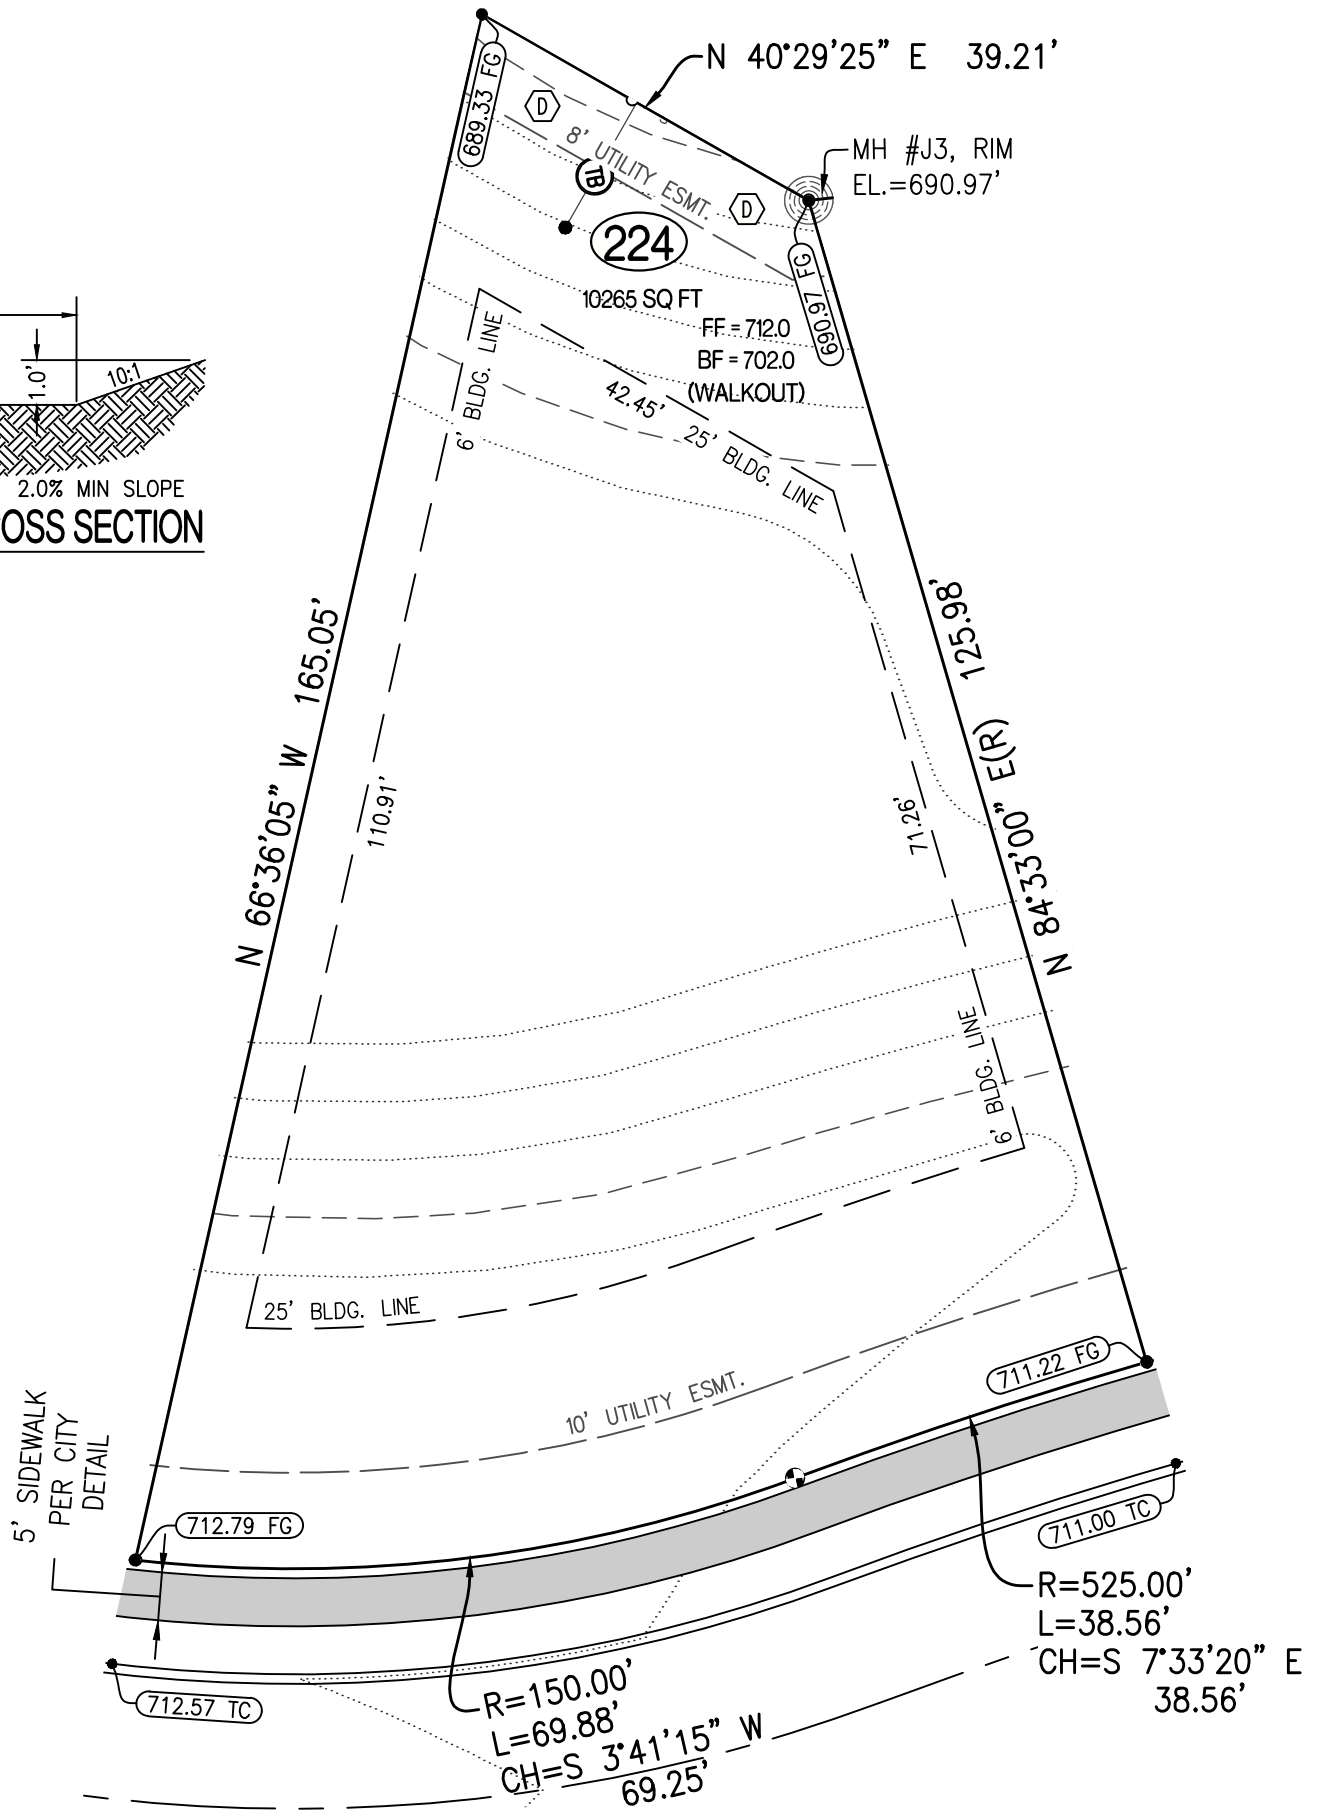 N 40°29'25" E 39.21'
689.33 FG
D
8' UTILITY ESMT.
TB
D
MH #J3, RIM
EL.=690.97'
224
10265 SQ FT
FF = 712.0
BF = 702.0
(WALKOUT)
690.97 FG
1.0'
10:1
2.0% MIN SLOPE
OSS SECTION
6' BLDG. LINE
42.45'
25' BLDG. LINE
N 66°36'05" W 165.05'
110.91'
71.26'
N 84°33'00" E(R) 125.98'
6' BLDG. LINE
25' BLDG. LINE
10' UTILITY ESMT.
711.22 FG
5' SIDEWALK
PER CITY
DETAIL
712.79 FG
711.00 TC
712.57 TC
R=150.00'
L=69.88'
CH=S 3°41'15" W
69.25'
R=525.00'
L=38.56'
CH=S 7°33'20" E
38.56'